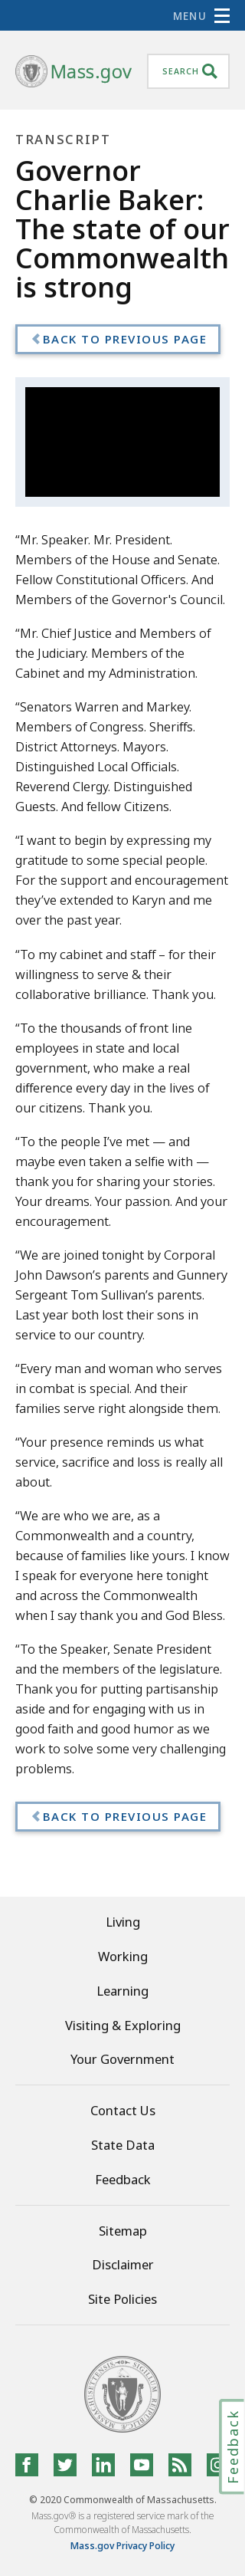 MENU
Mass.gov
SEARCH
TRANSCRIPT
Governor
Charlie Baker:
The state of our
Commonwealth
is strong
BACK TO PREVIOUS PAGE
“Mr. Speaker. Mr. President.
Members of the House and Senate.
Fellow Constitutional Officers. And
Members of the Governor's Council.
“Mr. Chief Justice and Members of
the Judiciary. Members of the
Cabinet and my Administration.
“Senators Warren and Markey.
Members of Congress. Sheriffs.
District Attorneys. Mayors.
Distinguished Local Officials.
Reverend Clergy. Distinguished
Guests. And fellow Citizens.
“I want to begin by expressing my
gratitude to some special people.
For the support and encouragement
they’ve extended to Karyn and me
over the past year.
“To my cabinet and staff – for their
willingness to serve & their
collaborative brilliance. Thank you.
“To the thousands of front line
employees in state and local
government, who make a real
difference every day in the lives of
our citizens. Thank you.
“To the people I’ve met — and
maybe even taken a selfie with —
thank you for sharing your stories.
Your dreams. Your passion. And your
encouragement.
“We are joined tonight by Corporal
John Dawson’s parents and Gunnery
Sergeant Tom Sullivan’s parents.
Last year both lost their sons in
service to our country.
“Every man and woman who serves
in combat is special. And their
families serve right alongside them.
“Your presence reminds us what
service, sacrifice and loss is really all
about.
“We are who we are, as a
Commonwealth and a country,
because of families like yours. I know
I speak for everyone here tonight
and across the Commonwealth
when I say thank you and God Bless.
“To the Speaker, Senate President
and the members of the legislature.
Thank you for putting partisanship
aside and for engaging with us in
good faith and good humor as we
work to solve some very challenging
problems.
BACK TO PREVIOUS PAGE
Living
Working
Learning
Visiting & Exploring
Your Government
Contact Us
State Data
Feedback
Sitemap
Disclaimer
Site Policies
Feedback
© 2020 Commonwealth of Massachusetts.
Mass.gov® is a registered service mark of the
Commonwealth of Massachusetts.
Mass.gov Privacy Policy